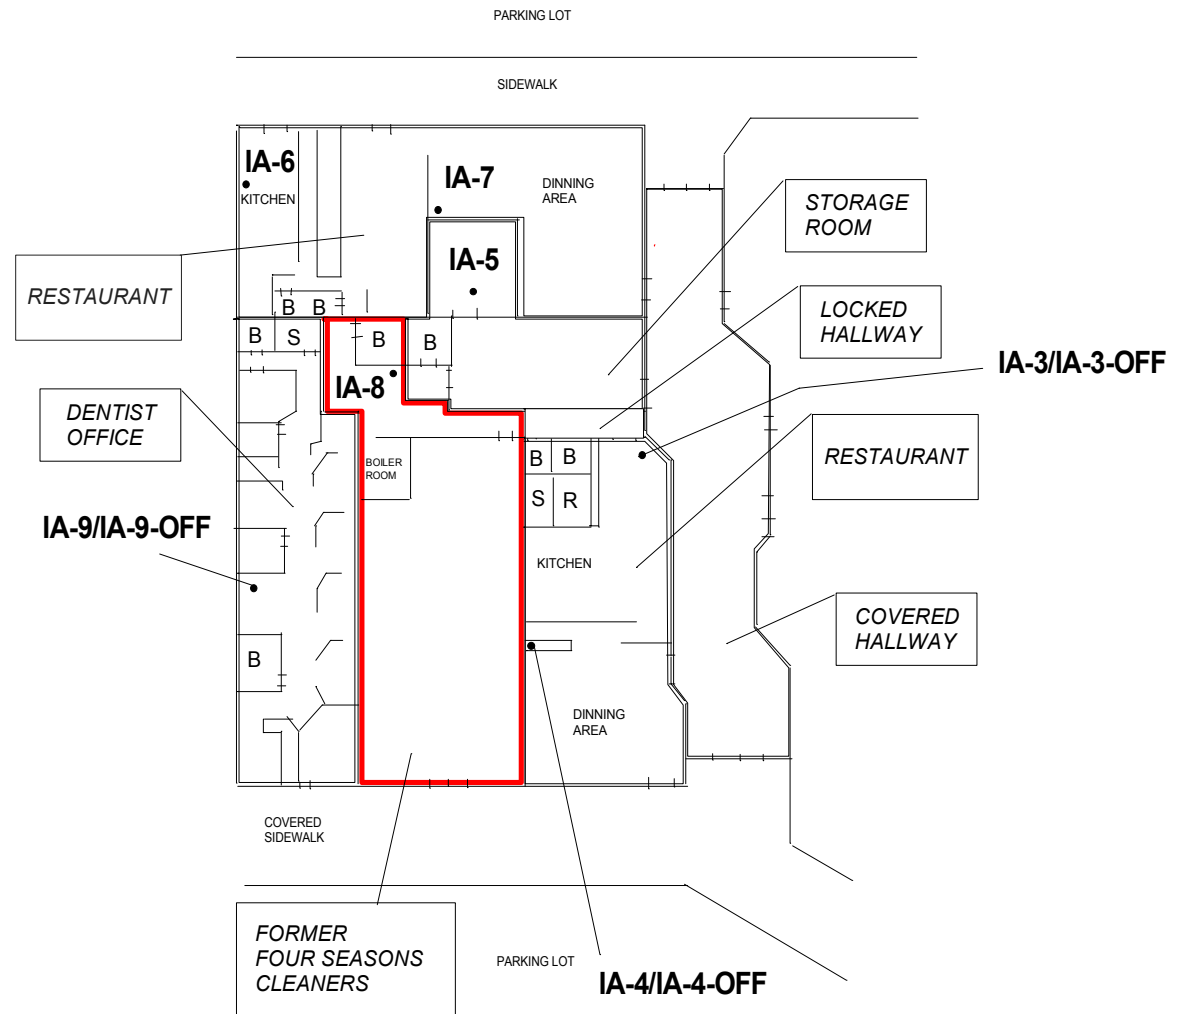 PARKING LOT
SIDEWALK
IA-6
KITCHEN
IA-7
DINNING
AREA
STORAGE
ROOM
IA-5
RESTAURANT
B B
LOCKED
HALLWAY
B S
B
B
IA-8
IA-3/IA-3-OFF
DENTIST
OFFICE
BOILER
ROOM
B B
S R
RESTAURANT
IA-9/IA-9-OFF
KITCHEN
COVERED
HALLWAY
B
DINNING
AREA
COVERED
SIDEWALK
FORMER
FOUR SEASONS
CLEANERS
PARKING LOT
IA-4/IA-4-OFF